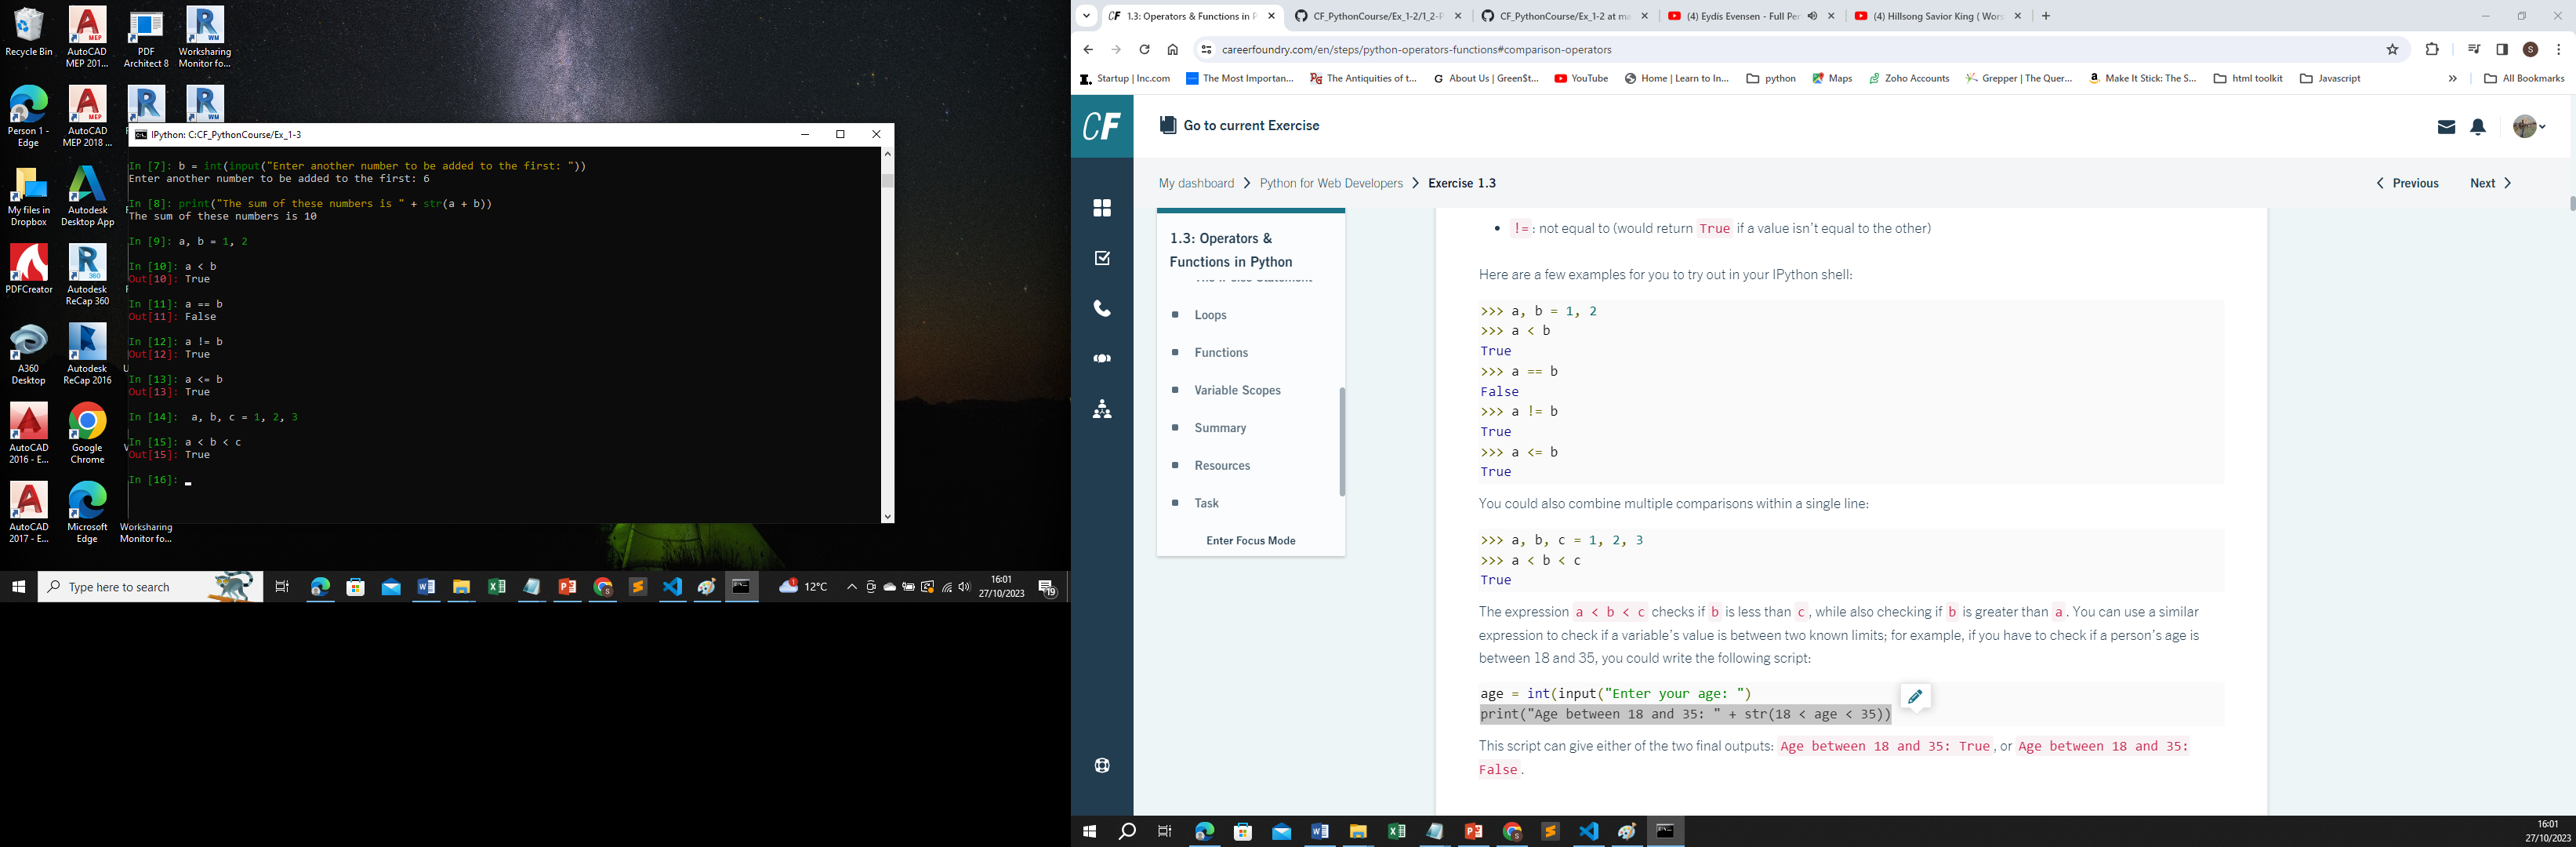 Recycle Bin
AutoCAD MEP 201...
PDF Architect 8
Worksharing Monitor fo...
Person 1 - Edge
AutoCAD MEP 2018 ...
My files in Dropbox
Autodesk Desktop App
PDFCreator
Autodesk ReCap 360
A360 Desktop
Autodesk ReCap 2016
AutoCAD 2016 - E...
Google Chrome
AutoCAD 2017 - E...
Microsoft Edge
Worksharing Monitor fo...
IPython: C:CF_PythonCourse/Ex_1-3
In [7]: b = int(input("Enter another number to be added to the first: "))
Enter another number to be added to the first: 6
In [8]: print("The sum of these numbers is " + str(a + b))
The sum of these numbers is 10
In [9]: a, b = 1, 2
In [10]: a < b
Out[10]: True
In [11]: a == b
Out[11]: False
In [12]: a != b
Out[12]: True
In [13]: a <= b
Out[13]: True
In [14]:  a, b, c = 1, 2, 3
In [15]: a < b < c
Out[15]: True
In [16]:
Type here to search
12°C
16:01
27/10/2023
19
1.3: Operators & Functions in P
CF_PythonCourse/Ex_1-2/1_2-P
CF_PythonCourse/Ex_1-2 at ma
(4) Eydís Evensen - Full Per
(4) Hillsong Savior King ( Wors
careerfoundry.com/en/steps/python-operators-functions#comparison-operators
Startup | Inc.com
The Most Importan...
The Antiquities of t...
About Us | Green$t...
YouTube
Home | Learn to In...
python
Maps
Zoho Accounts
Grepper | The Quer...
Make It Stick: The S...
html toolkit
Javascript
All Bookmarks
CF
Go to current Exercise
My dashboard > Python for Web Developers > Exercise 1.3
Previous
Next
1.3: Operators & Functions in Python
Loops
Functions
Variable Scopes
Summary
Resources
Task
Enter Focus Mode
• != : not equal to (would return True if a value isn't equal to the other)
Here are a few examples for you to try out in your IPython shell:
>>> a, b = 1, 2
>>> a < b
True
>>> a == b
False
>>> a != b
True
>>> a <= b
True
You could also combine multiple comparisons within a single line:
>>> a, b, c = 1, 2, 3
>>> a < b < c
True
The expression a < b < c checks if b is less than c , while also checking if b is greater than a . You can use a similar
expression to check if a variable's value is between two known limits; for example, if you have to check if a person's age is
between 18 and 35, you could write the following script:
age = int(input("Enter your age: ")
print("Age between 18 and 35: " + str(18 < age < 35))
This script can give either of the two final outputs: Age between 18 and 35: True , or Age between 18 and 35:
False .
16:01
27/10/2023